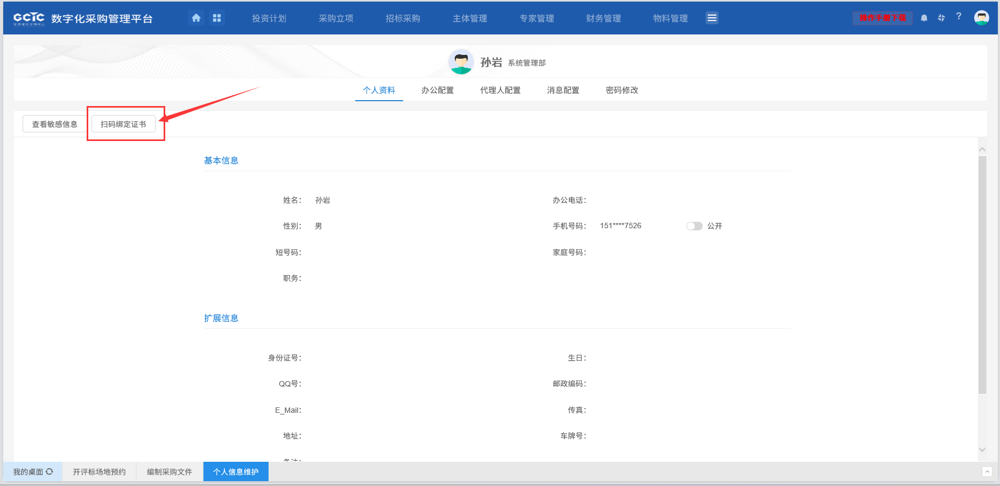 GCTC 数字化采购管理平台
投资计划 采购立项 招标采购 主体管理 专家管理 财务管理 物料管理
操作手册下载 ?
孙岩 系统管理部
个人资料 办公配置 代理人配置 消息配置 密码修改
查看敏感信息 扫码绑定证书
基本信息
姓名： 孙岩 办公电话：
性别： 男 手机号码： 151****7526 公开
短号码： 家庭号码：
职务：
扩展信息
身份证号： 生日：
QQ号： 邮政编码：
E_Mail： 传真：
地址： 车牌号：
备注：
我的桌面 开评标场地预约 编制采购文件 个人信息维护